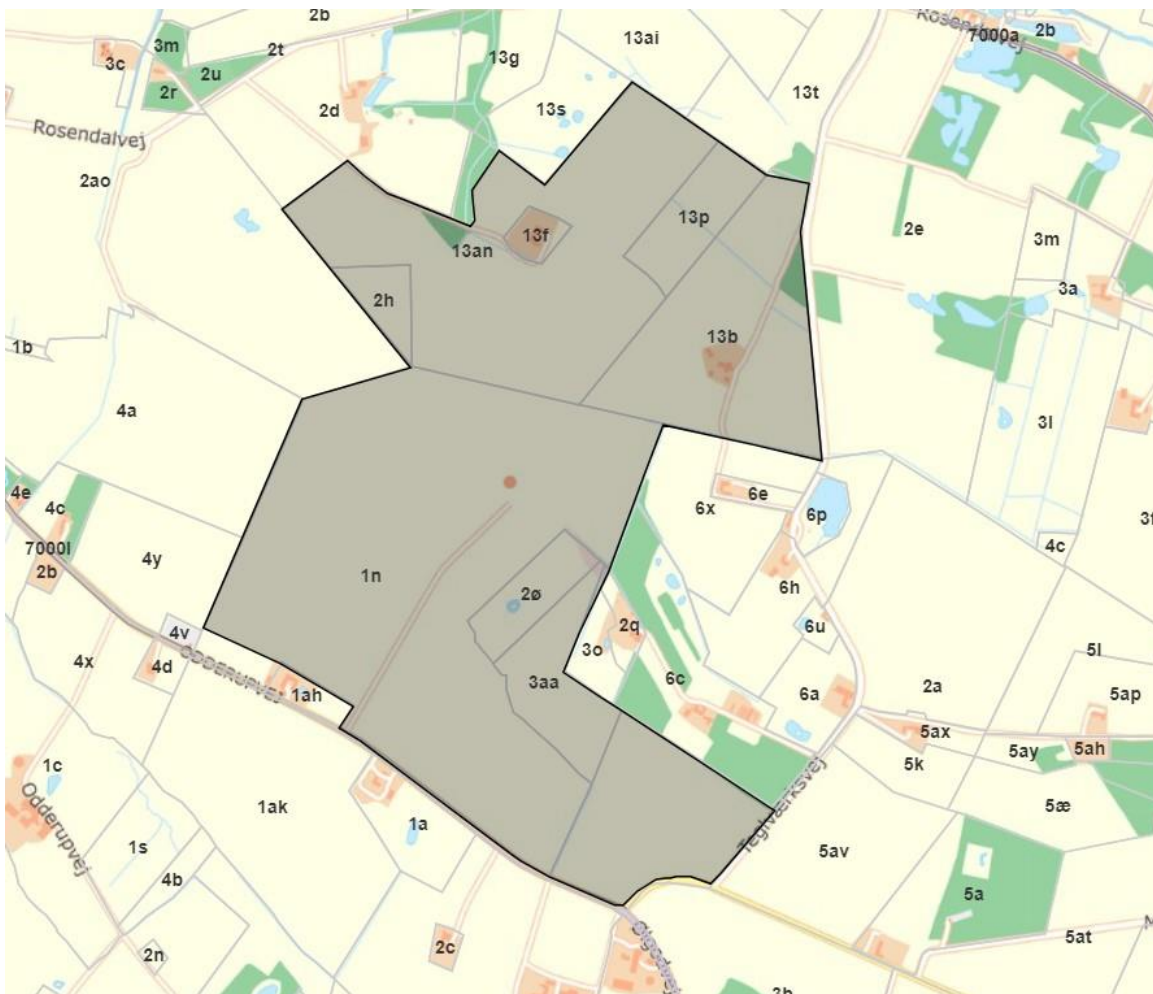 2b
13ai
Rosendalvej
7000a
2b
3m
2t
3c
2u
13g
2r
2d
13s
13t
Rosendalvej
2ao
13p
2e
3m
13f
13an
3a
2h
13b
1b
4a
3l
4e
4c
6x
6e
6p
7000l
4c
2b
4y
1n
6h
2ø
4v
2q
6u
3o
4x
4d
ODDERUPVEJ
1ah
3aa
6c
5l
6a
2a
5ap
5ax
5ay
5ah
1c
5k
1ak
5æ
Odderupvej
1a
Teglværksvej
1s
5av
4b
5a
2n
2c
5at
3b